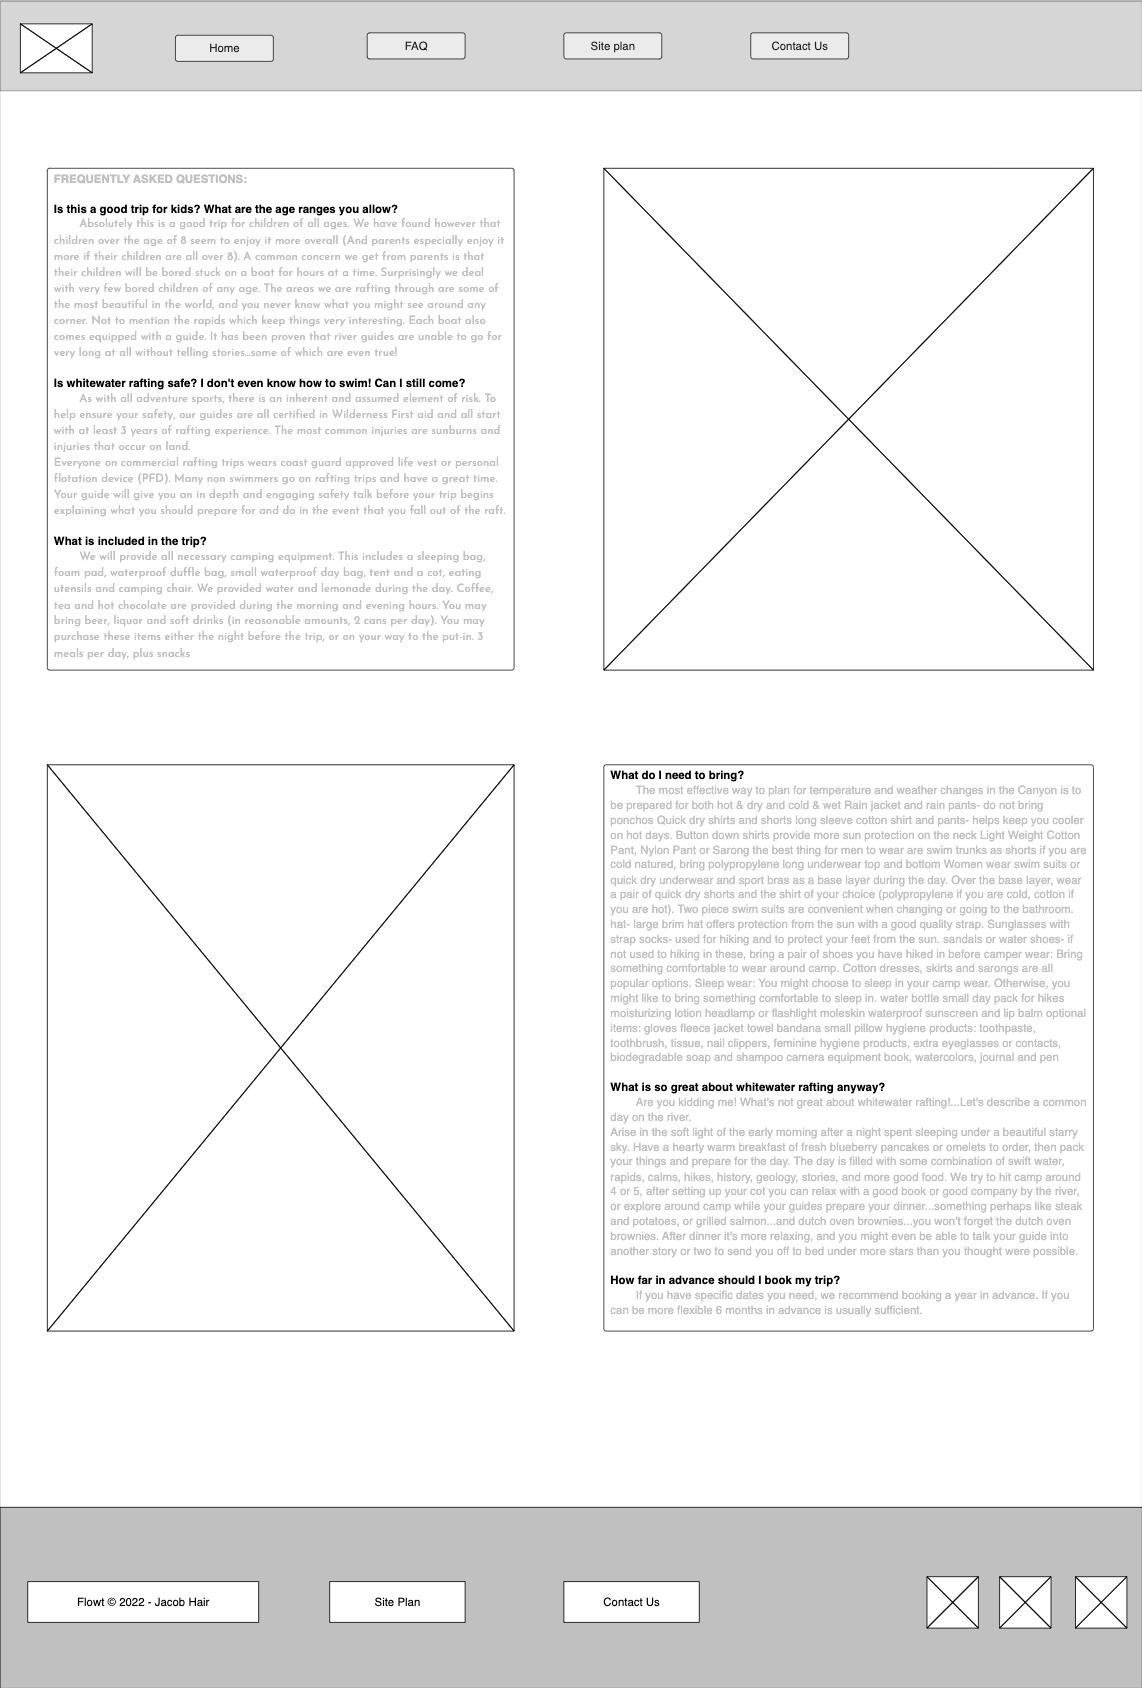 Home
FAQ
Site plan
Contact Us
FREQUENTLY ASKED QUESTIONS:
Is this a good trip for kids? What are the age ranges you allow?
Absolutely this is a good trip for children of all ages. We have found however that
children over the age of 8 seem to enjoy it more overall (And parents especially enjoy it
more if their children are all over 8). A common concern we get from parents is that
their children will be bored stuck on a boat for hours at a time. Surprisingly we deal
with very few bored children of any age. The areas we are rafting through are some of
the most beautiful in the world, and you never know what you might see around any
corner. Not to mention the rapids which keep things very interesting. Each boat also
comes equipped with a guide. It has been proven that river guides are unable to go for
very long at all without telling stories...some of which are even true!
Is whitewater rafting safe? I don't even know how to swim! Can I still come?
As with all adventure sports, there is an inherent and assumed element of risk. To
help ensure your safety, our guides are all certified in Wilderness First aid and all start
with at least 3 years of rafting experience. The most common injuries are sunburns and
injuries that occur on land.
Everyone on commercial rafting trips wears coast guard approved life vest or personal
flotation device (PFD). Many non swimmers go on rafting trips and have a great time.
Your guide will give you an in depth and engaging safety talk before your trip begins
explaining what you should prepare for and do in the event that you fall out of the raft.
What is included in the trip?
We will provide all necessary camping equipment. This includes a sleeping bag,
foam pad, waterproof duffle bag, small waterproof day bag, tent and a cot, eating
utensils and camping chair. We provided water and lemonade during the day. Coffee,
tea and hot chocolate are provided during the morning and evening hours. You may
bring beer, liquor and soft drinks (in reasonable amounts, 2 cans per day). You may
purchase these items either the night before the trip, or on your way to the put-in. 3
meals per day, plus snacks
What do I need to bring?
The most effective way to plan for temperature and weather changes in the Canyon is to
be prepared for both hot & dry and cold & wet Rain jacket and rain pants- do not bring
ponchos Quick dry shirts and shorts long sleeve cotton shirt and pants- helps keep you cooler
on hot days. Button down shirts provide more sun protection on the neck Light Weight Cotton
Pant, Nylon Pant or Sarong the best thing for men to wear are swim trunks as shorts if you are
cold natured, bring polypropylene long underwear top and bottom Women wear swim suits or
quick dry underwear and sport bras as a base layer during the day. Over the base layer, wear
a pair of quick dry shorts and the shirt of your choice (polypropylene if you are cold, cotton if
you are hot). Two piece swim suits are convenient when changing or going to the bathroom.
hat- large brim hat offers protection from the sun with a good quality strap. Sunglasses with
strap socks- used for hiking and to protect your feet from the sun. sandals or water shoes- if
not used to hiking in these, bring a pair of shoes you have hiked in before camper wear: Bring
something comfortable to wear around camp. Cotton dresses, skirts and sarongs are all
popular options. Sleep wear: You might choose to sleep in your camp wear. Otherwise, you
might like to bring something comfortable to sleep in. water bottle small day pack for hikes
moisturizing lotion headlamp or flashlight moleskin waterproof sunscreen and lip balm optional
items: gloves fleece jacket towel bandana small pillow hygiene products: toothpaste,
toothbrush, tissue, nail clippers, feminine hygiene products, extra eyeglasses or contacts,
biodegradable soap and shampoo camera equipment book, watercolors, journal and pen
What is so great about whitewater rafting anyway?
Are you kidding me! What's not great about whitewater rafting!...Let's describe a common
day on the river.
Arise in the soft light of the early morning after a night spent sleeping under a beautiful starry
sky. Have a hearty warm breakfast of fresh blueberry pancakes or omelets to order, then pack
your things and prepare for the day. The day is filled with some combination of swift water,
rapids, calms, hikes, history, geology, stories, and more good food. We try to hit camp around
4 or 5, after setting up your cot you can relax with a good book or good company by the river,
or explore around camp while your guides prepare your dinner...something perhaps like steak
and potatoes, or grilled salmon...and dutch oven brownies...you won't forget the dutch oven
brownies. After dinner it's more relaxing, and you might even be able to talk your guide into
another story or two to send you off to bed under more stars than you thought were possible.
How far in advance should I book my trip?
If you have specific dates you need, we recommend booking a year in advance. If you
can be more flexible 6 months in advance is usually sufficient.
Flowt © 2022 - Jacob Hair
Site Plan
Contact Us